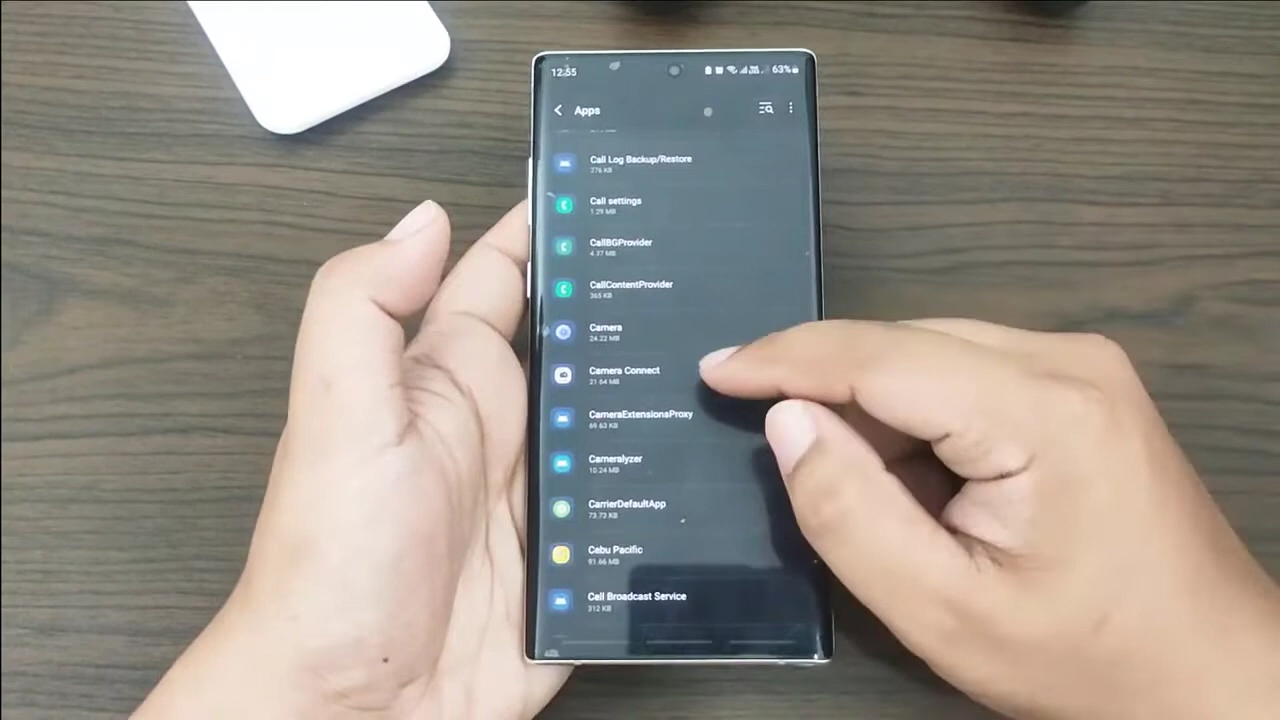 12:55
63%
Apps
Call Log Backup/Restore
276 KB
Call settings
1.29 MB
CallBGProvider
4.37 MB
CallContentProvider
365 KB
Camera
24.22 MB
Camera Connect
21.64 MB
CameraExtensionsProxy
69.63 KB
Cameralyzer
10.24 MB
CarrierDefaultApp
73.73 KB
Cebu Pacific
91.66 MB
Cell Broadcast Service
312 KB